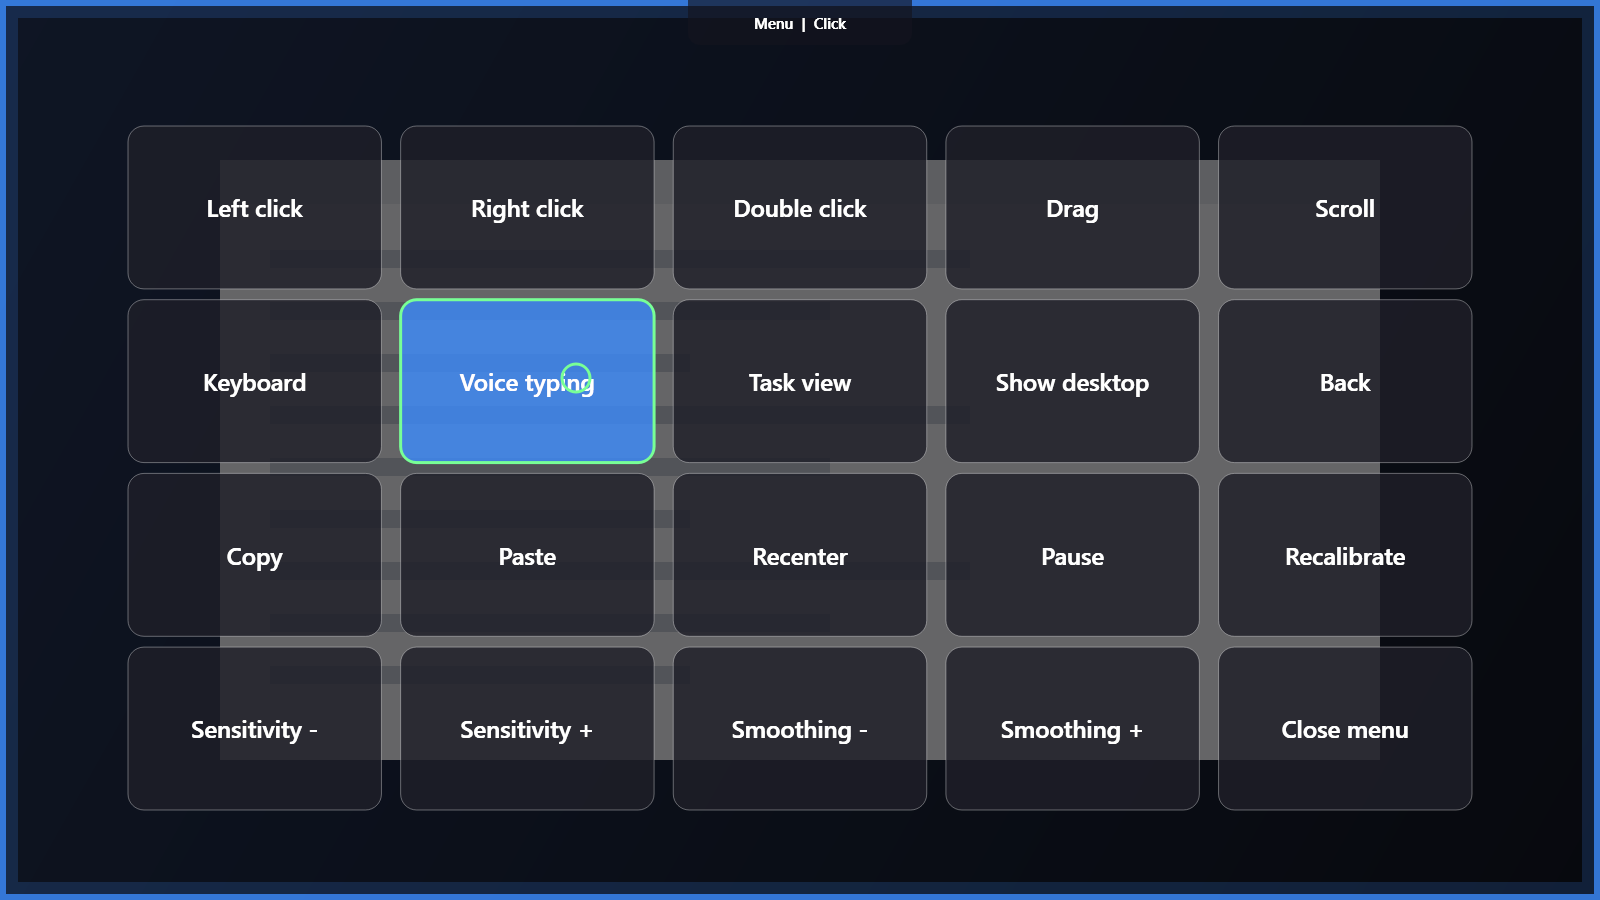 Menu | Click
Left click
Right click
Double click
Drag
Scroll
Keyboard
Voice typing
Task view
Show desktop
Back
Copy
Paste
Recenter
Pause
Recalibrate
Sensitivity -
Sensitivity +
Smoothing -
Smoothing +
Close menu